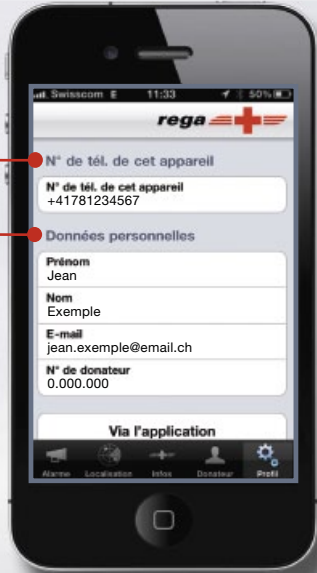 Swisscom E 11:33 50%
rega
N° de tél. de cet appareil
N° de tél. de cet appareil
+41781234567
Données personnelles
Prénom
Jean
Nom
Exemple
E-mail
jean.exemple@email.ch
N° de donateur
0.000.000
Via l'application
Alarme Localisation Infos Donateur Profil